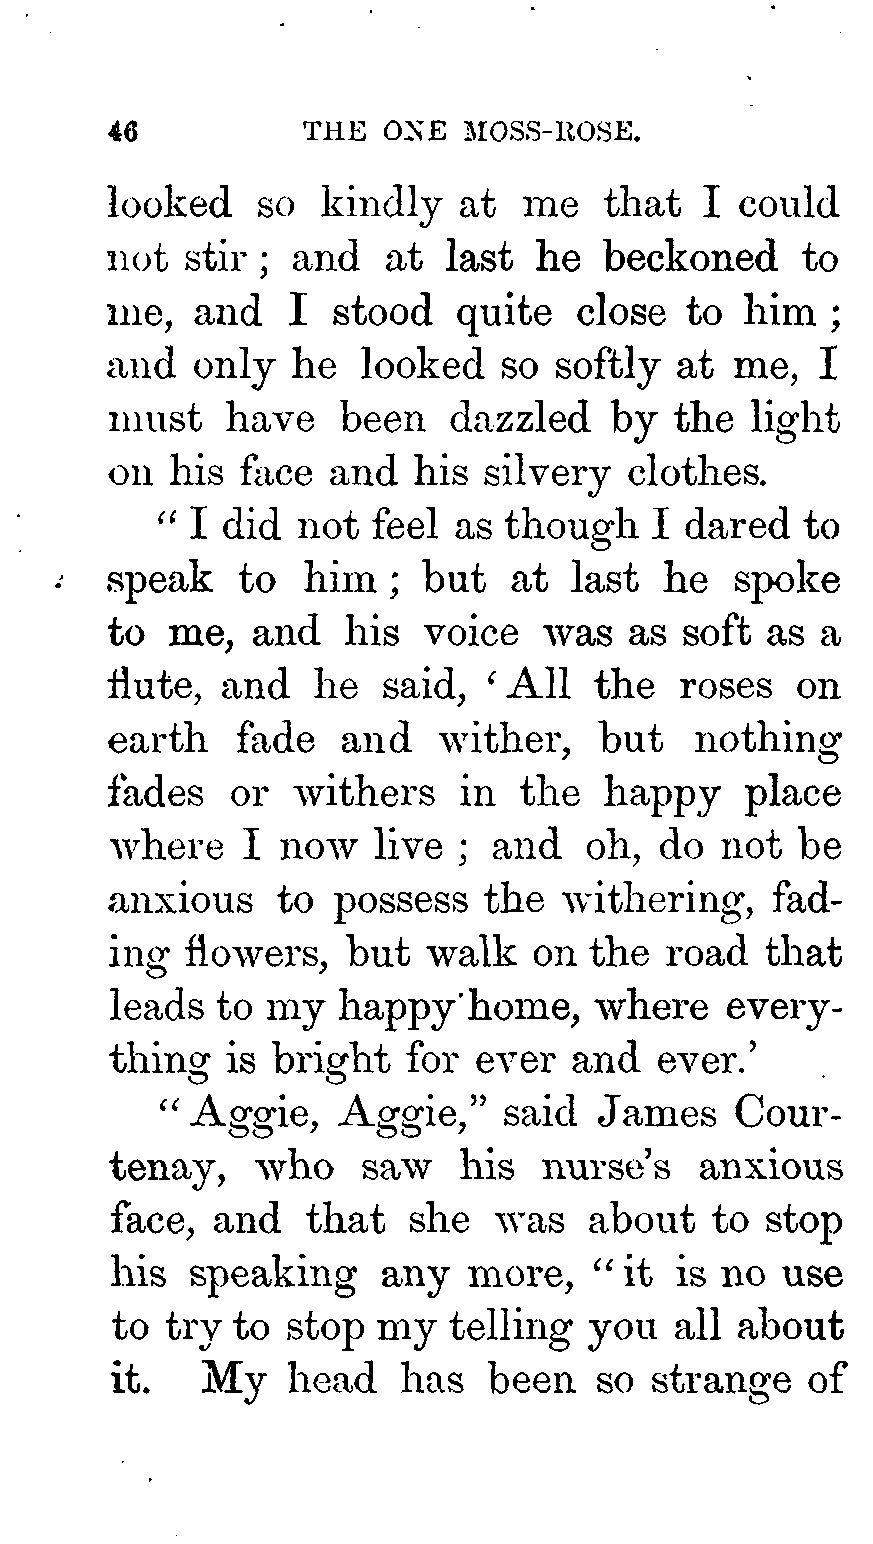 46 THE ONE MOSS-ROSE.
looked so kindly at me that I could
not stir ; and at last he beckoned to
me, and I stood quite close to him ;
and only he looked so softly at me, I
must have been dazzled by the light
on his face and his silvery clothes.
“ I did not feel as though I dared to
speak to him ; but at last he spoke
to me, and his voice was as soft as a
flute, and he said, ‘ All the roses on
earth fade and wither, but nothing
fades or withers in the happy place
where I now live ; and oh, do not be
anxious to possess the withering, fad-
ing flowers, but walk on the road that
leads to my happy home, where every-
thing is bright for ever and ever.’
“ Aggie, Aggie,” said James Cour-
tenay, who saw his nurse’s anxious
face, and that she was about to stop
his speaking any more, “ it is no use
to try to stop my telling you all about
it. My head has been so strange of